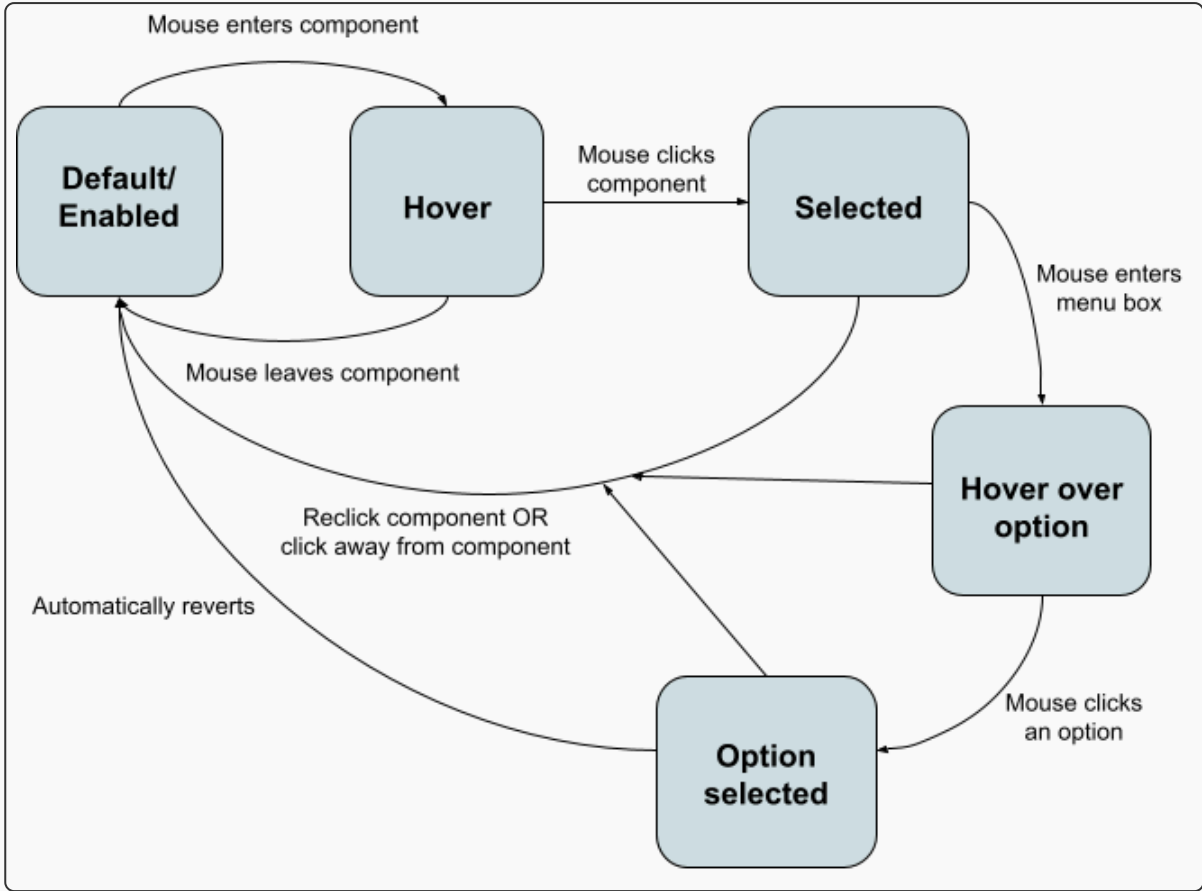 Mouse enters component
Default/
Enabled
Hover
Mouse clicks
component
Selected
Mouse enters
menu box
Mouse leaves component
Hover over
option
Reclick component OR
click away from component
Automatically reverts
Mouse clicks
an option
Option
selected